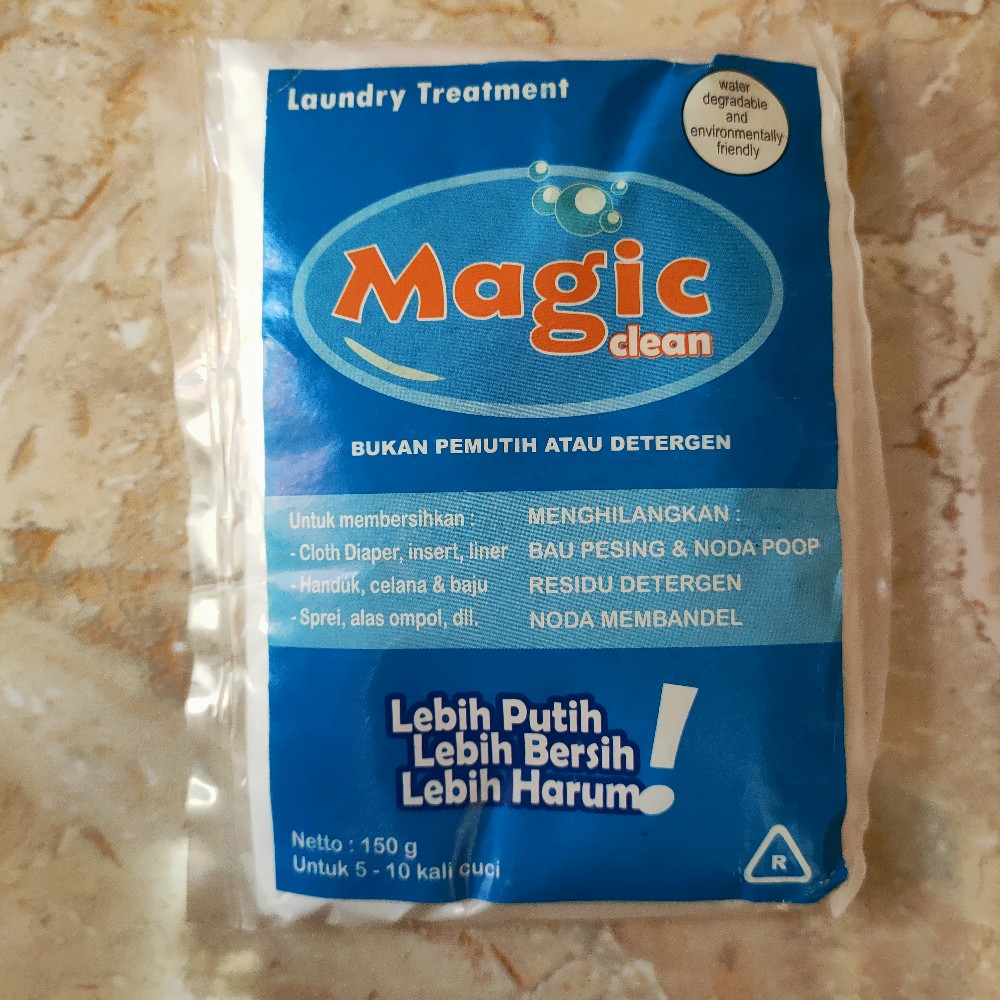 Laundry Treatment
water
degradable
and
environmentally
friendly
Magic
clean
BUKAN PEMUTIH ATAU DETERGEN
Untuk membersihkan :
- Cloth Diaper, insert, liner
- Handuk, celana & baju
- Sprei, alas ompol, dll.
MENGHILANGKAN :
BAU PESING & NODA POOP
RESIDU DETERGEN
NODA MEMBANDEL
Lebih Putih
Lebih Bersih
Lebih Harum!
Netto : 150 g
Untuk 5 - 10 kali cuci
R